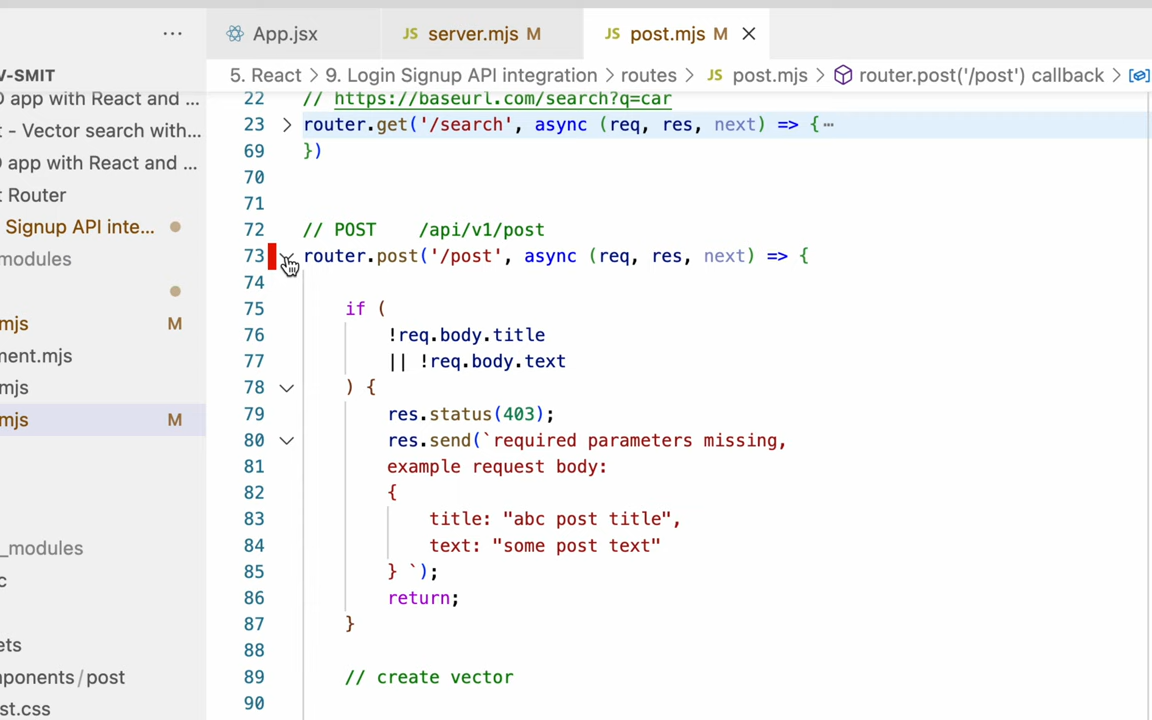 ... App.jsx JS server.mjs M JS post.mjs M
V-SMIT 5. React > 9. Login Signup API integration > routes > JS post.mjs > router.post('/post') callback >
app with React and ...
- Vector search with...
app with React and ...
Router
Signup API inte...
modules
mjs M
ment.mjs
mjs
mjs M
_modules
c
ets
ponents/post
st.css
22 // https://baseurl.com/search?q=car
23 router.get('/search', async (req, res, next) => {⋯
69 })
70
71
72 // POST    /api/v1/post
73 router.post('/post', async (req, res, next) => {
74
75 if (
76 !req.body.title
77 || !req.body.text
78 ) {
79 res.status(403);
80 res.send(`required parameters missing,
81 example request body:
82 {
83 title: "abc post title",
84 text: "some post text"
85 } `);
86 return;
87 }
88
89 // create vector
90